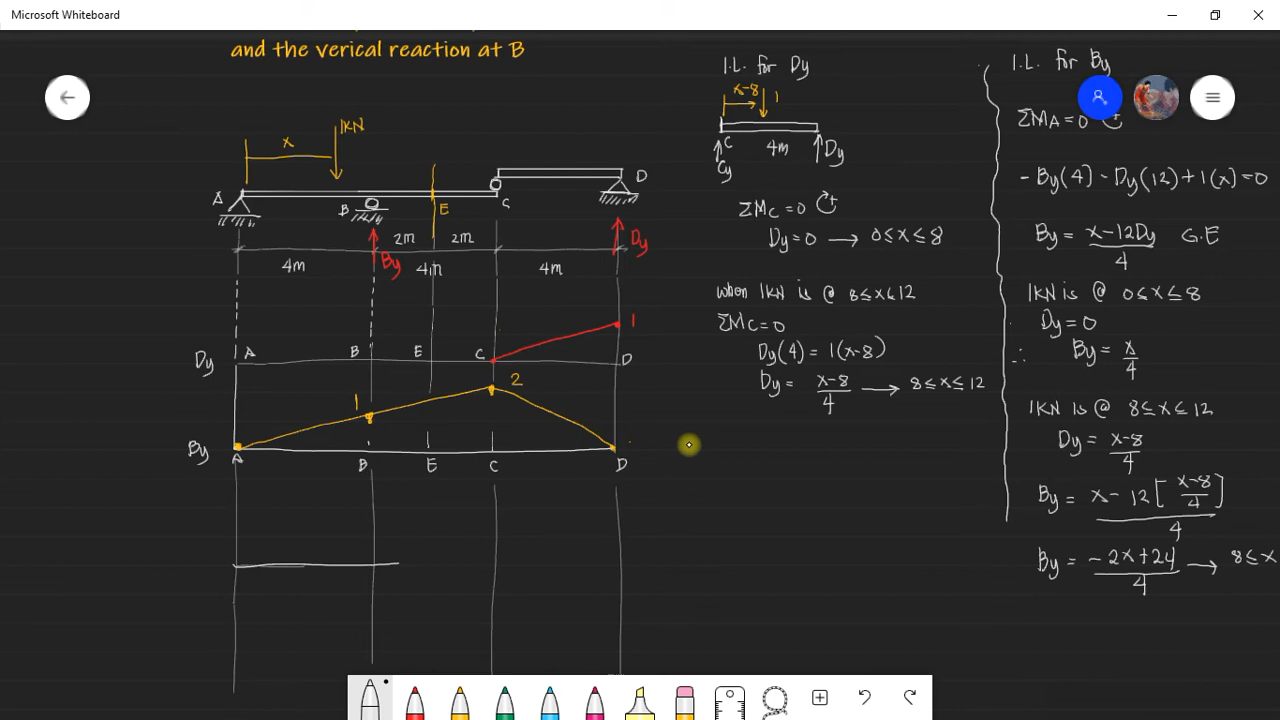 Microsoft Whiteboard
and the verical reaction at B
x
1KN
A
B
E
C
D
2m
2m
By
Dy
4m
4m
4m
1
Dy
A
B
E
C
D
1
2
By
A
B
E
C
D
I.L. for Dy
x-8
1
C
4m
Cy
Dy
ΣMC=0
Dy=0 → 0≤x≤8
when 1KN is @ 8≤x≤12
ΣMC=0
Dy(4) = 1(x-8)
Dy = x-8/4 → 8≤x≤12
I.L. for By
ΣMA=0
-By(4) - Dy(12) + 1(x) = 0
By = x-12Dy/4 G.E
1KN is @ 0≤x≤8
Dy=0
∴ By = x/4
1KN is @ 8≤x≤12
Dy = x-8/4
By = x-12[x-8/4]/4
By = -2x+24/4 → 8≤x